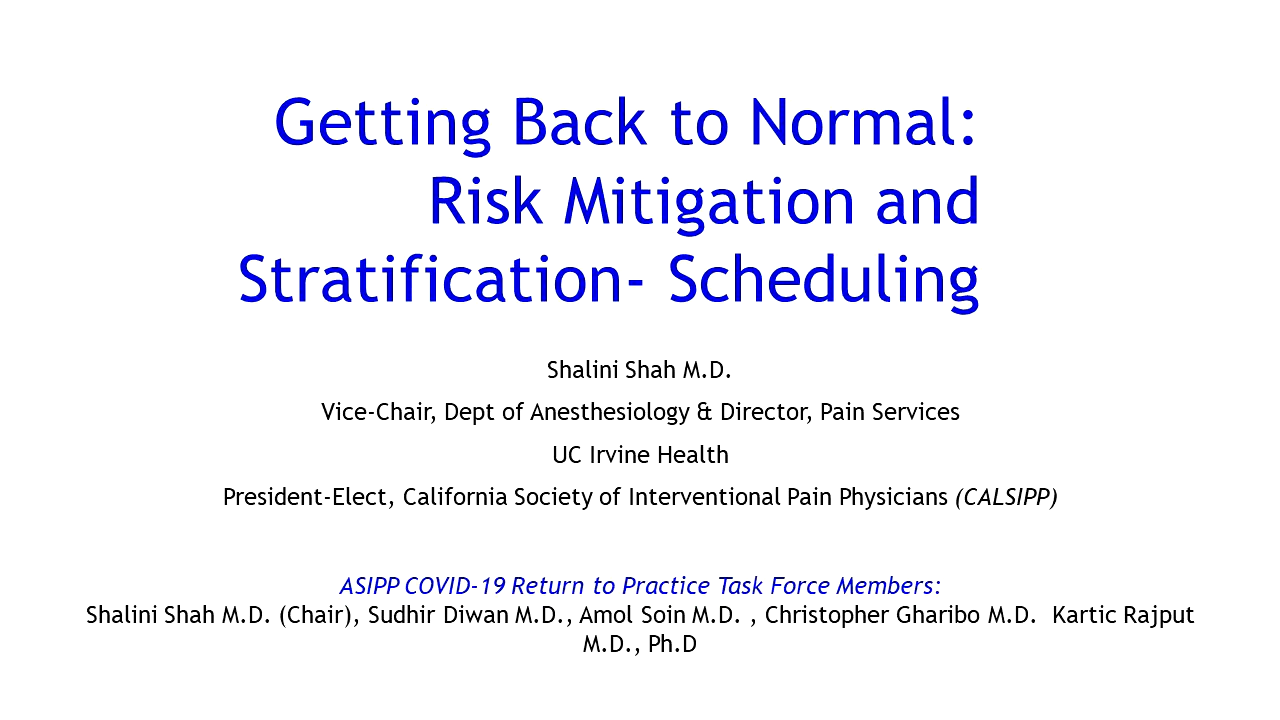 Getting Back to Normal:
Risk Mitigation and
Stratification- Scheduling
Shalini Shah M.D.
Vice-Chair, Dept of Anesthesiology & Director, Pain Services
UC Irvine Health
President-Elect, California Society of Interventional Pain Physicians (CALSIPP)
ASIPP COVID-19 Return to Practice Task Force Members:
Shalini Shah M.D. (Chair), Sudhir Diwan M.D., Amol Soin M.D. , Christopher Gharibo M.D.  Kartic Rajput
M.D., Ph.D